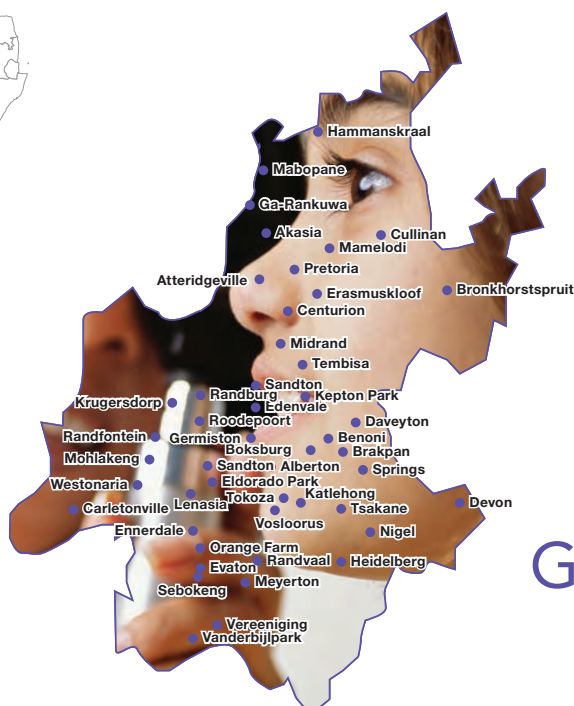 Hammanskraal
Mabopane
Ga-Rankuwa
Akasia
Cullinan
Mamelodi
Pretoria
Atteridgeville
Erasmuskloof
Bronkhorstspruit
Centurion
Midrand
Tembisa
Sandton
Randburg
Kepton Park
Krugersdorp
Edenvale
Roodepoort
Daveyton
Randfontein
Germiston
Benoni
Boksburg
Brakpan
Mohlakeng
Sandton
Alberton
Springs
Westonaria
Eldorado Park
Lenasia
Tokoza
Katlehong
Devon
Carletonville
Tsakane
Vosloorus
Ennerdale
Nigel
Orange Farm
Randvaal
Heidelberg
Evaton
G
Sebokeng
Meyerton
Vereeniging
Vanderbijlpark